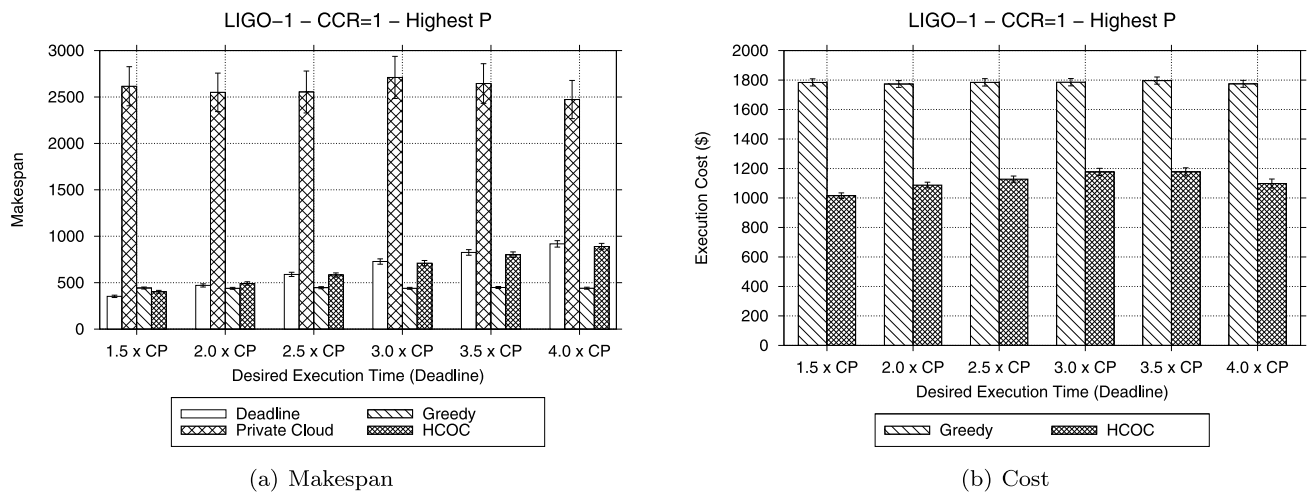 LIGO−1 − CCR=1 − Highest P
3000
2500
2000
1500
1000
500
0
Makespan
1.5 x CP 2.0 x CP 2.5 x CP 3.0 x CP 3.5 x CP 4.0 x CP
Desired Execution Time (Deadline)
Deadline Greedy
Private Cloud HCOC
(a) Makespan
LIGO−1 − CCR=1 − Highest P
2000
1800
1600
1400
1200
1000
800
600
400
200
0
Execution Cost ($)
1.5 x CP 2.0 x CP 2.5 x CP 3.0 x CP 3.5 x CP 4.0 x CP
Desired Execution Time (Deadline)
Greedy HCOC
(b) Cost